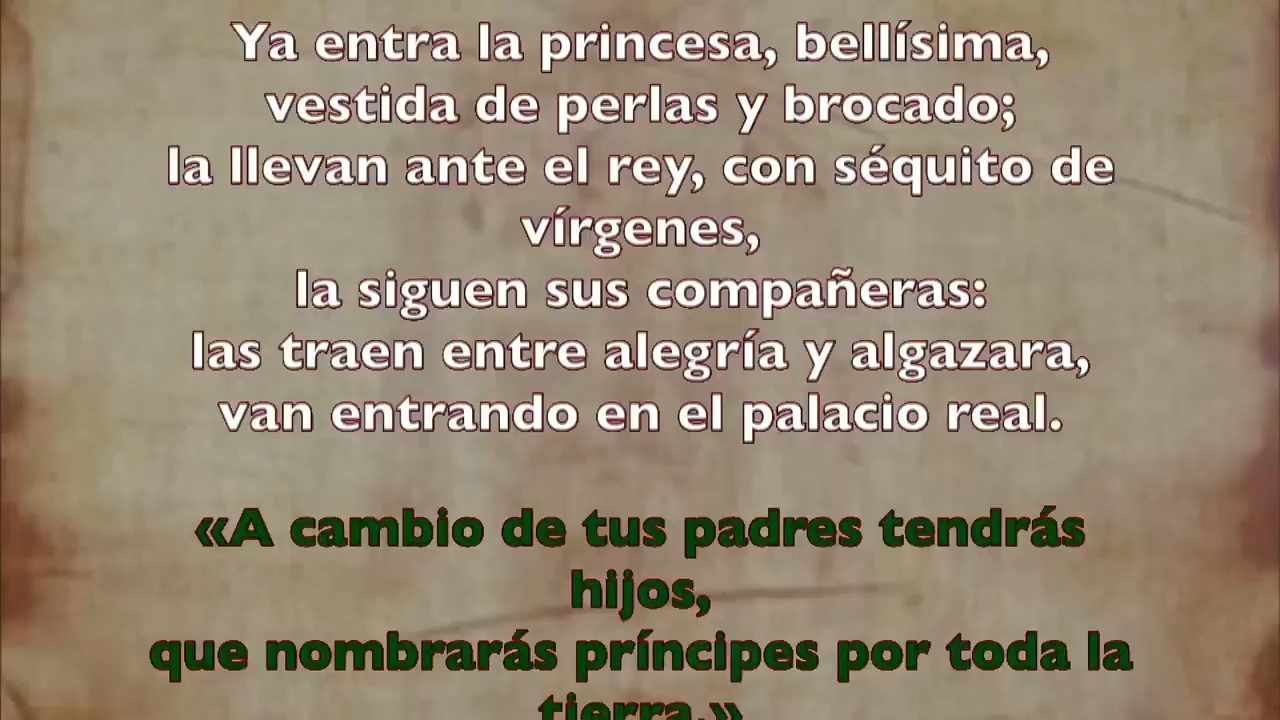 Ya entra la princesa, bellísima,
vestida de perlas y brocado;
la llevan ante el rey, con séquito de
vírgenes,
la siguen sus compañeras:
las traen entre alegría y algazara,
van entrando en el palacio real.
«A cambio de tus padres tendrás
hijos,
que nombrarás príncipes por toda la
tierra.»